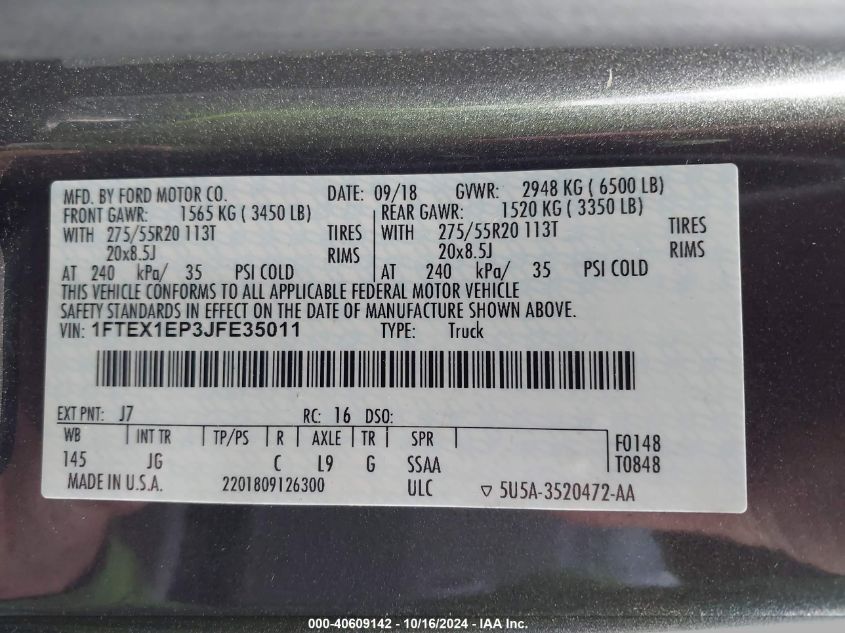 MFD. BY FORD MOTOR CO. DATE: 09/18 GVWR: 2948 KG ( 6500 LB)
FRONT GAWR: 1565 KG ( 3450 LB) REAR GAWR: 1520 KG ( 3350 LB)
WITH 275/55R20 113T TIRES WITH 275/55R20 113T TIRES
20x8.5J RIMS 20x8.5J RIMS
AT 240 kPa/ 35 PSI COLD AT 240 kPa/ 35 PSI COLD
THIS VEHICLE CONFORMS TO ALL APPLICABLE FEDERAL MOTOR VEHICLE
SAFETY STANDARDS IN EFFECT ON THE DATE OF MANUFACTURE SHOWN ABOVE.
VIN: 1FTEX1EP3JFE35011 TYPE: Truck
EXT PNT: J7 RC: 16 DSO:
WB INT TR TP/PS R AXLE TR SPR F0148
145 JG C L9 G SSAA T0848
MADE IN U.S.A. 2201809126300 ULC ▽ 5U5A-3520472-AA
000-40609142 - 10/16/2024 - IAA Inc.